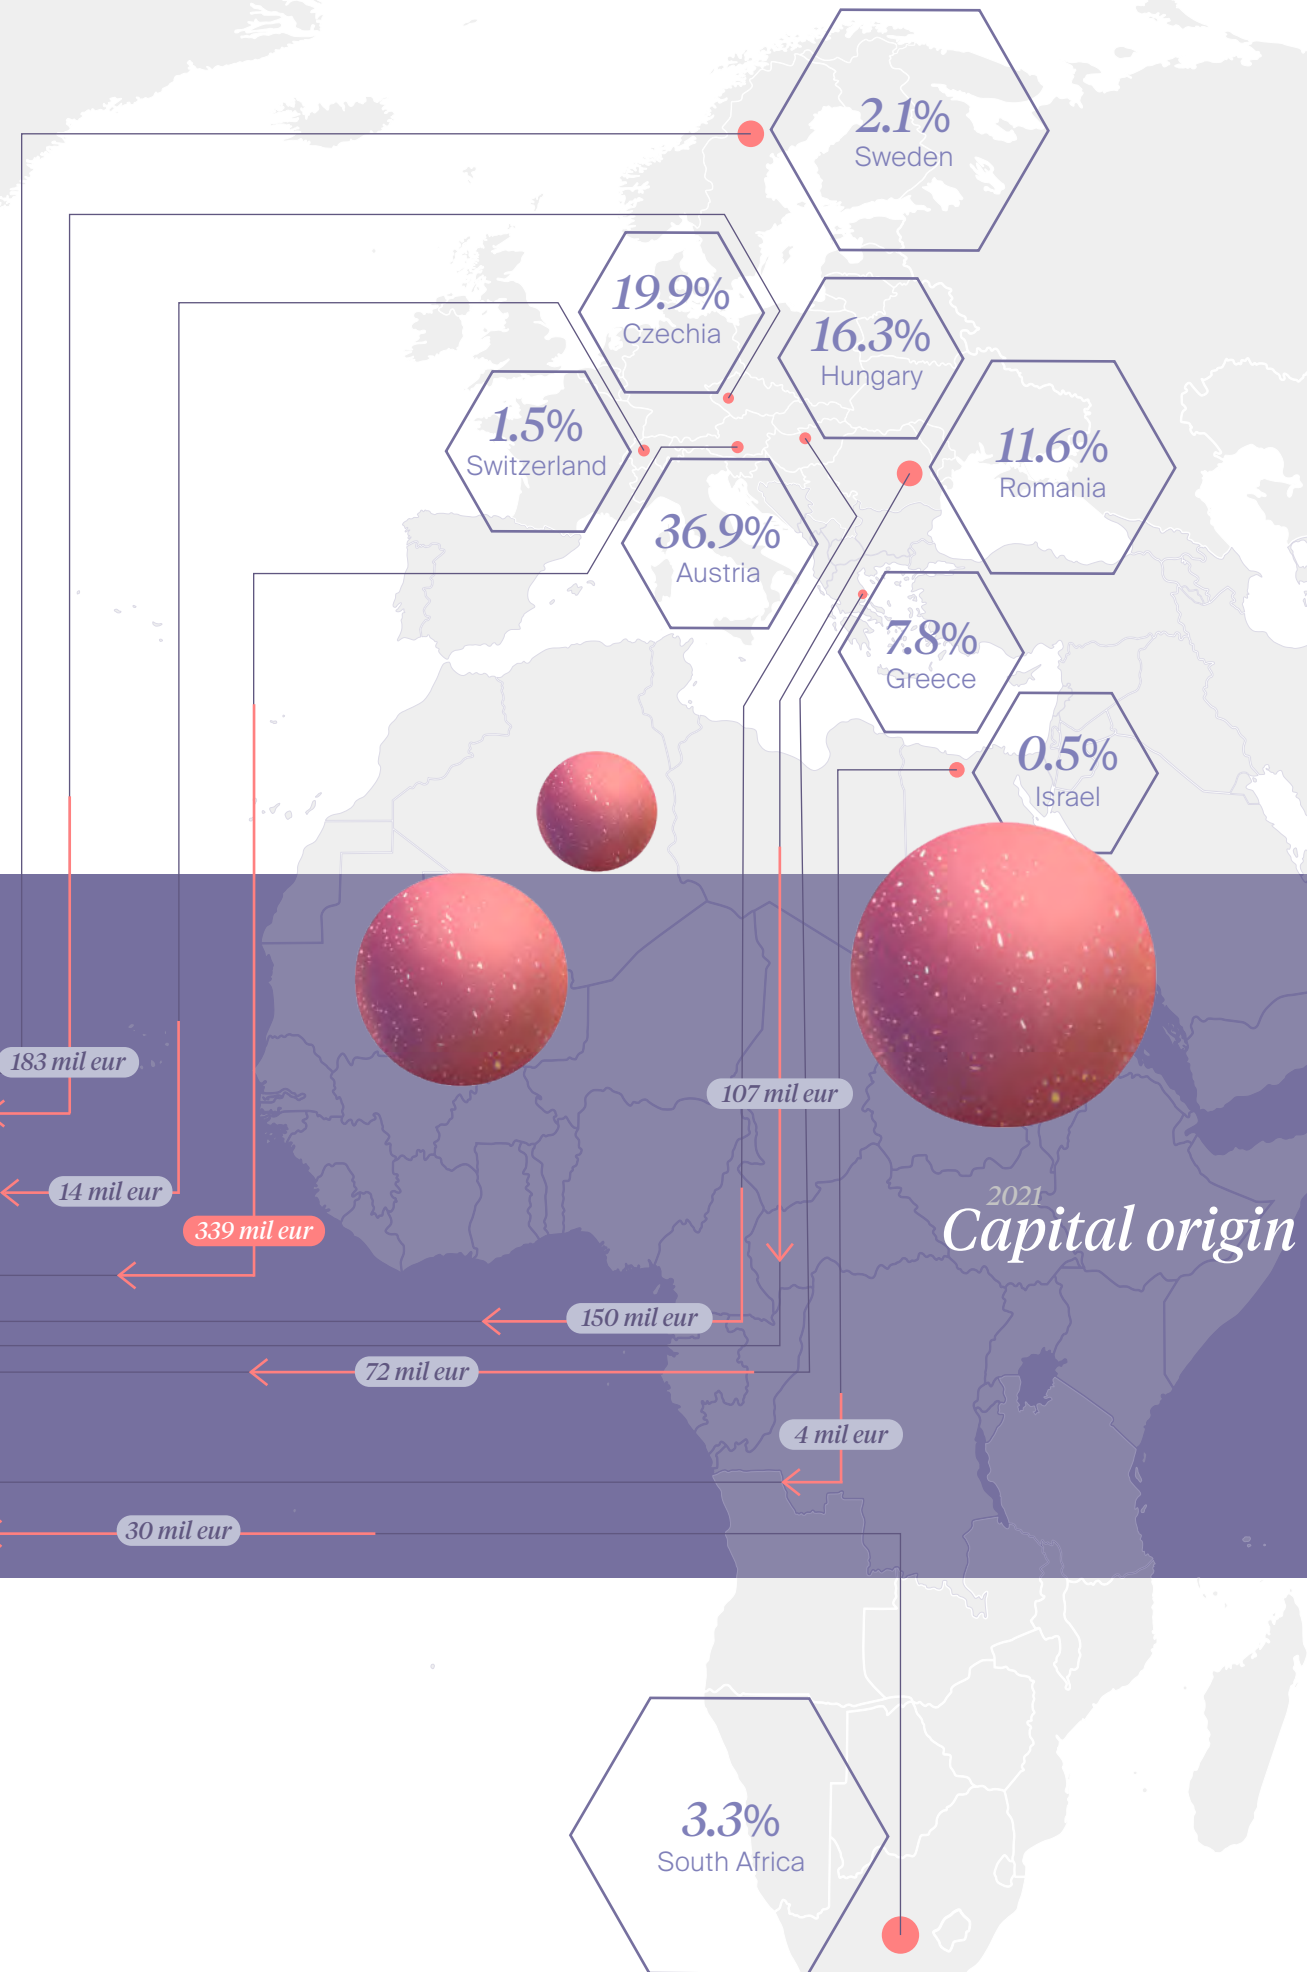 2.1%
Sweden
19.9%
Czechia
16.3%
Hungary
1.5%
Switzerland
11.6%
Romania
36.9%
Austria
7.8%
Greece
0.5%
Israel
183 mil eur
107 mil eur
14 mil eur
2021
Capital origin
339 mil eur
150 mil eur
72 mil eur
4 mil eur
30 mil eur
3.3%
South Africa